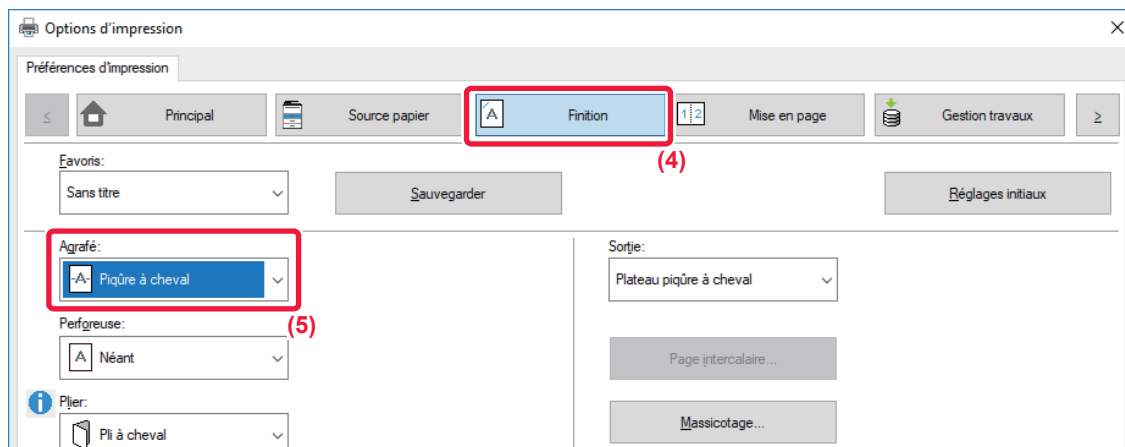 Options d'impression
Préférences d'impression
< Principal Source papier A Finition 1 2 Mise en page Gestion travaux >
(4)
Favoris:
Sans titre Sauvegarder Réglages initiaux
Agrafé: Sortie:
-A- Piqûre à cheval Plateau piqûre à cheval
(5)
Perforeuse:
A Néant Page intercalaire...
Plier:
Pli à cheval Massicotage...